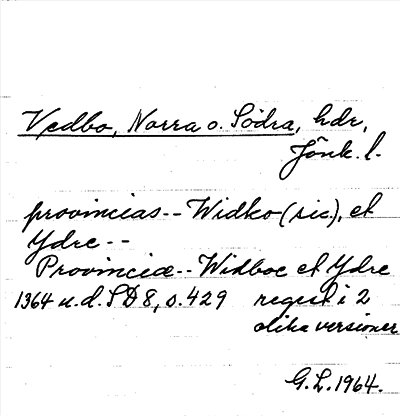 Vedbo, Norra o. Södra, hdr,
Jönk. l.
provincias -- Widko (sic), et
Ydre --
Provincie -- Widboe et Ydre
1364 u.d. SD 8, s. 429 regest i 2
olika versioner
G.L. 1964.